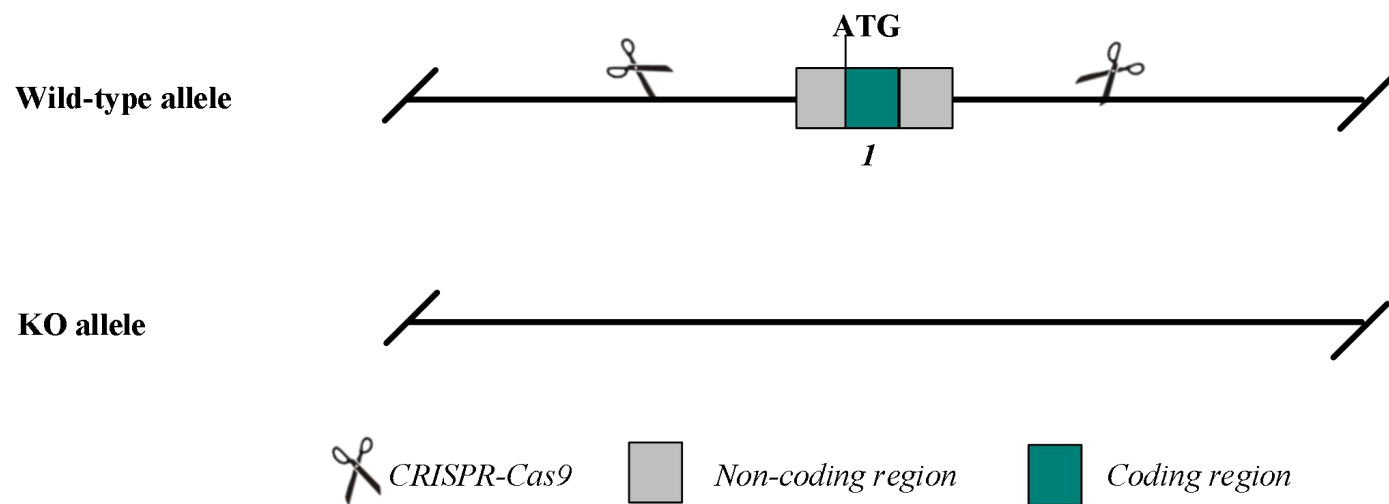 ATG
Wild-type allele
1
KO allele
CRISPR-Cas9 Non-coding region Coding region